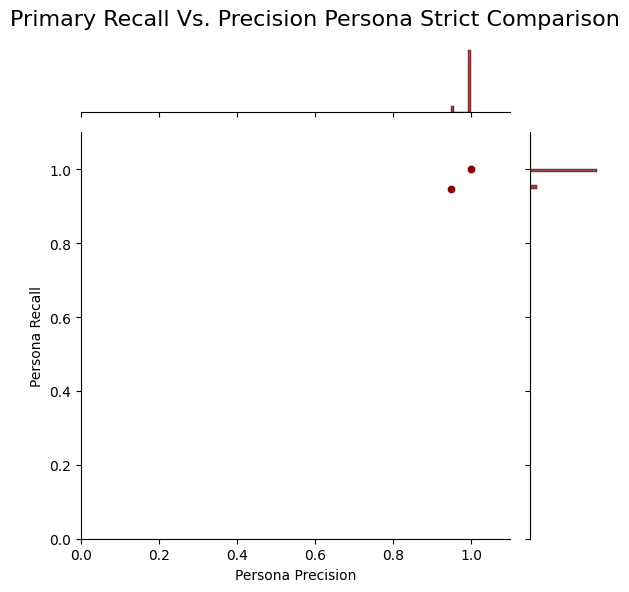 Primary Recall Vs. Precision Persona Strict Comparison
1.0
0.8
0.6
0.4
0.2
0.0
Persona Recall
0.0 0.2 0.4 0.6 0.8 1.0
Persona Precision